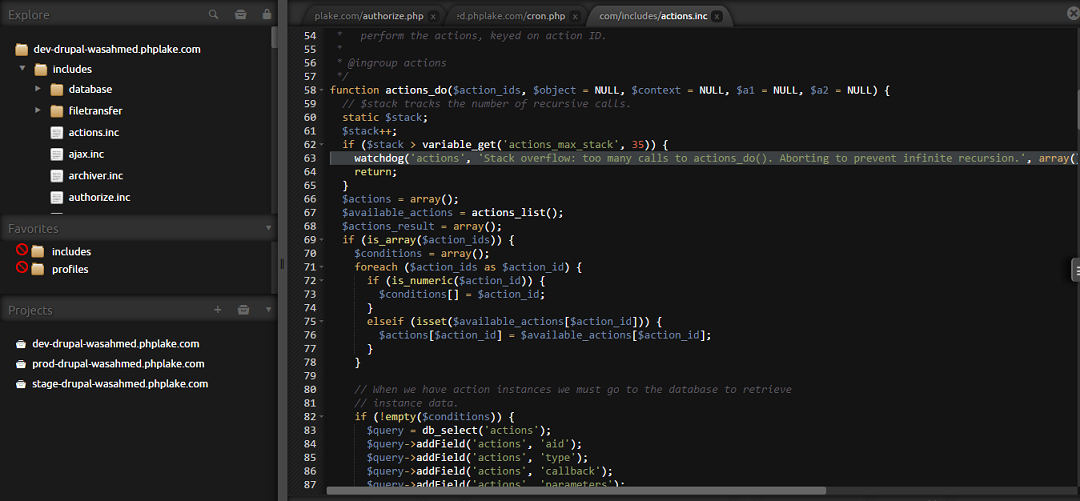 Explore
dev-drupal-wasahmed.phplake.com
includes
database
filetransfer
actions.inc
ajax.inc
archiver.inc
authorize.inc
Favorites
includes
profiles
Projects +
dev-drupal-wasahmed.phplake.com
prod-drupal-wasahmed.phplake.com
stage-drupal-wasahmed.phplake.com
plake.com/authorize.php x ed.phplake.com/cron.php x com/includes/actions.inc x
54 *   perform the actions, keyed on action ID.
55 *
56 * @ingroup actions
57 */
58 function actions_do($action_ids, $object = NULL, $context = NULL, $a1 = NULL, $a2 = NULL) {
59   // $stack tracks the number of recursive calls.
60   static $stack;
61   $stack++;
62   if ($stack > variable_get('actions_max_stack', 35)) {
63     watchdog('actions', 'Stack overflow: too many calls to actions_do(). Aborting to prevent infinite recursion.', array(
64     return;
65   }
66   $actions = array();
67   $available_actions = actions_list();
68   $actions_result = array();
69   if (is_array($action_ids)) {
70     $conditions = array();
71     foreach ($action_ids as $action_id) {
72       if (is_numeric($action_id)) {
73         $conditions[] = $action_id;
74       }
75       elseif (isset($available_actions[$action_id])) {
76         $actions[$action_id] = $available_actions[$action_id];
77       }
78     }
79
80     // When we have action instances we must go to the database to retrieve
81     // instance data.
82     if (!empty($conditions)) {
83       $query = db_select('actions');
84       $query->addField('actions', 'aid');
85       $query->addField('actions', 'type');
86       $query->addField('actions', 'callback');
87       $query->addField('actions', 'parameters');